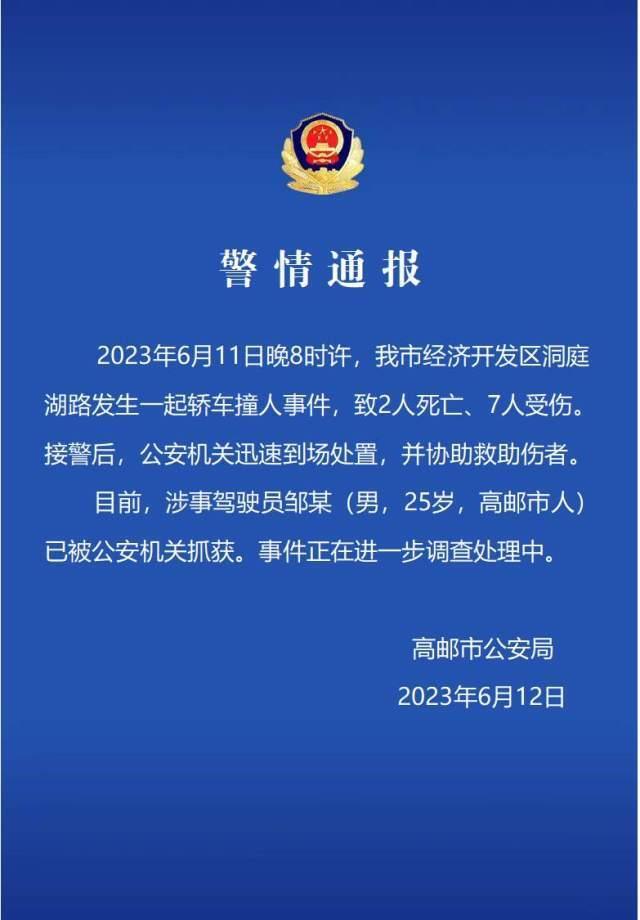 警情通报
2023年6月11日晚8时许，我市经济开发区洞庭
湖路发生一起轿车撞人事件，致2人死亡、7人受伤。
接警后，公安机关迅速到场处置，并协助救助伤者。
目前，涉事驾驶员邹某（男，25岁，高邮市人）
已被公安机关抓获。事件正在进一步调查处理中。
高邮市公安局
2023年6月12日